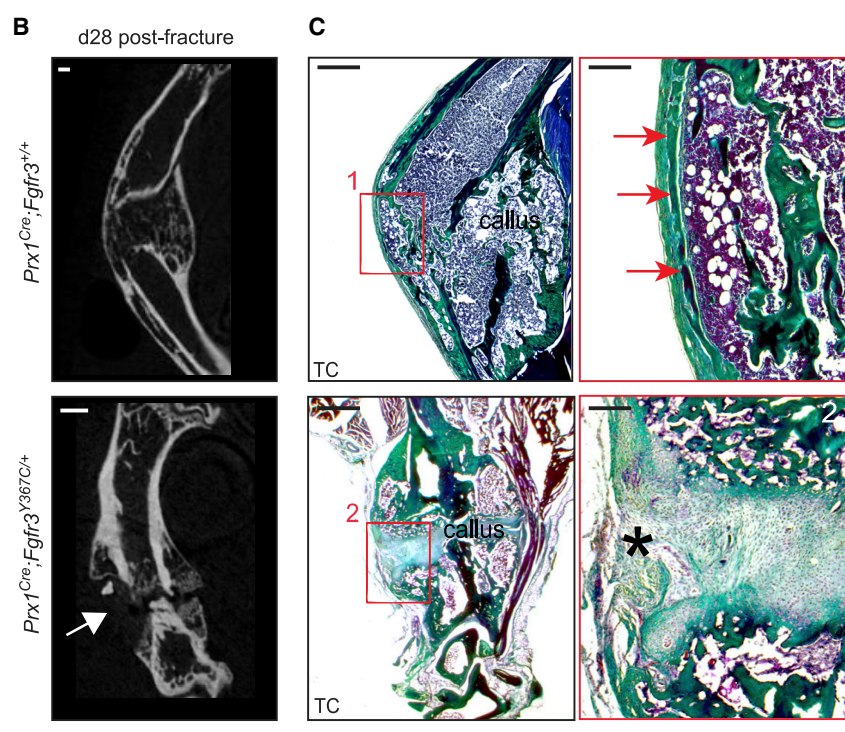 B
C
d28 post-fracture
Prx1Cre;Fgfr3+/+
1
callus
TC
1
Prx1Cre;Fgfr3Y367C/+
2
callus
TC
2
*